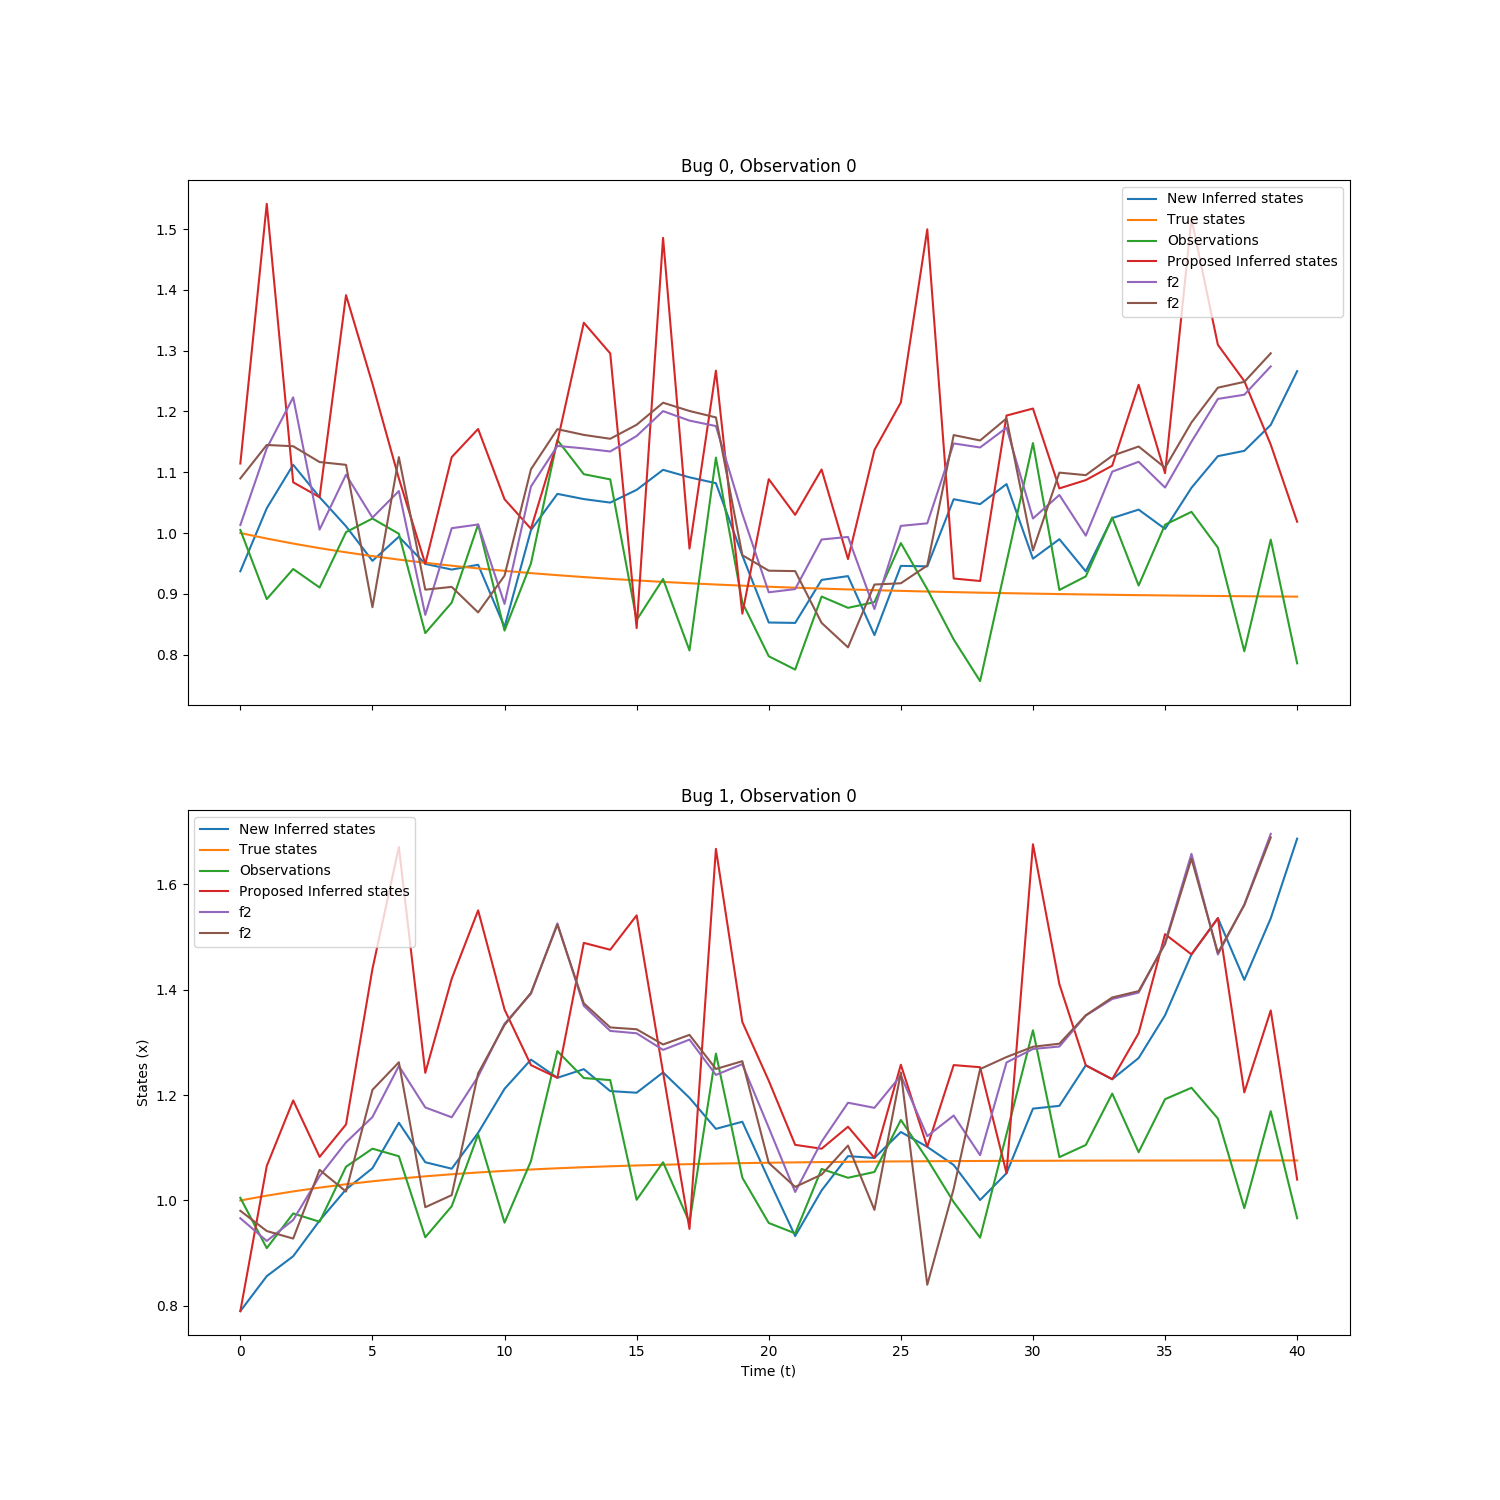 Bug 0, Observation 0
New Inferred states
True states
Observations
Proposed Inferred states
f2
f2
1.5
1.4
1.3
1.2
1.1
1.0
0.9
0.8
Bug 1, Observation 0
New Inferred states
True states
Observations
Proposed Inferred states
f2
f2
States (x)
1.6
1.4
1.2
1.0
0.8
0 5 10 15 20 25 30 35 40
Time (t)